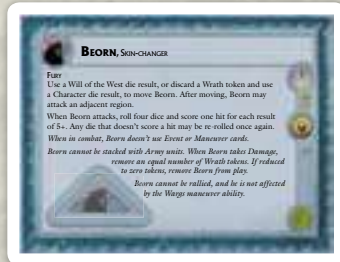 BEORN, SKIN-CHANGER
FURY
Use a Will of the West die result, or discard a Wrath token and use
a Character die result, to move Beorn. After moving, Beorn may
attack an adjacent region.
When Beorn attacks, roll four dice and score one hit for each result
of 5+. Any die that doesn't score a hit may be re-rolled once again.
When in combat, Beorn doesn't use Event or Maneuver cards.
Beorn cannot be stacked with Army units. When Beorn takes Damage,
remove an equal number of Wrath tokens. If reduced
to zero tokens, remove Beorn from play.
Beorn cannot be rallied, and he is not affected
by the Wargs maneuver ability.